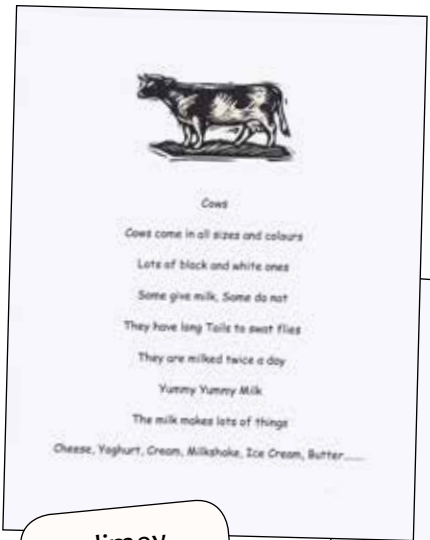 Cows
Cows come in all sizes and colours
Lots of black and white ones
Some give milk, Some do not
They have long Tails to swat flies
They are milked twice a day
Yummy Yummy Milk
The milk makes lots of things
Cheese, Yoghurt, Cream, Milkshake, Ice Cream, Butter.......